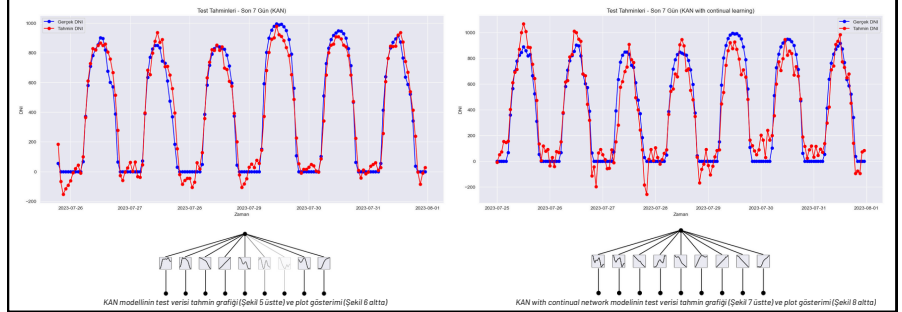 Test Tahminleri - Son 7 Gün (KAN)
Gerçek DNI
Tahmin DNI
DNI
1000
800
600
400
200
0
−200
2023-07-26
2023-07-27
2023-07-28
2023-07-29
2023-07-30
2023-07-31
2023-08-01
Zaman
KAN modellinin test verisi tahmin grafiği (Şekil 5 üstte) ve plot gösterimi (Şekil 6 altta)
Test Tahminleri - Son 7 Gün (KAN with continual learning)
Gerçek DNI
Tahmin DNI
DNI
1000
800
600
400
200
0
−200
2023-07-25
2023-07-26
2023-07-27
2023-07-28
2023-07-29
2023-07-30
2023-07-31
2023-08-01
Zaman
KAN with continual network modelinin test verisi tahmin grafiği (Şekil 7 üstte) ve plot gösterimi (Şekil 8 altta)